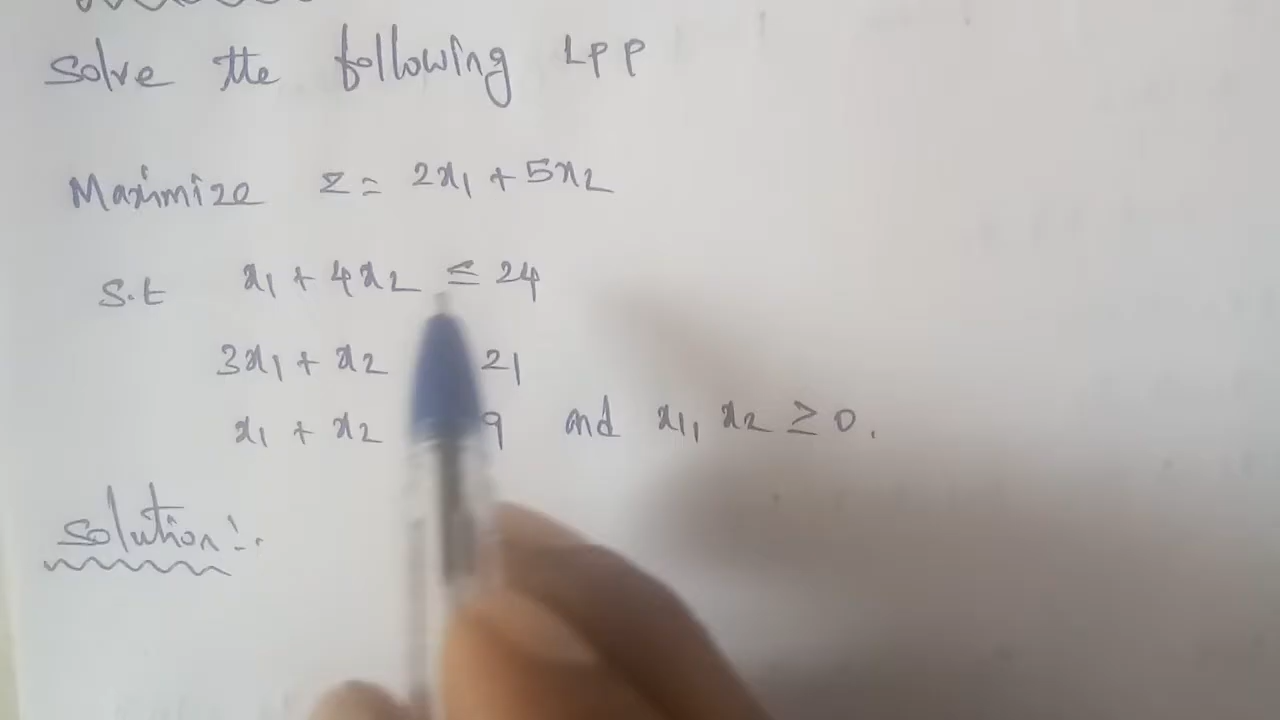 Solve the following LPP
Maximize z = 2x₁ + 5x₂
S.t x₁ + 4x₂ ≤ 24
3x₁ + x₂ 21
x₁ + x₂ 9 and x₁, x₂ ≥ 0.
Solution:.